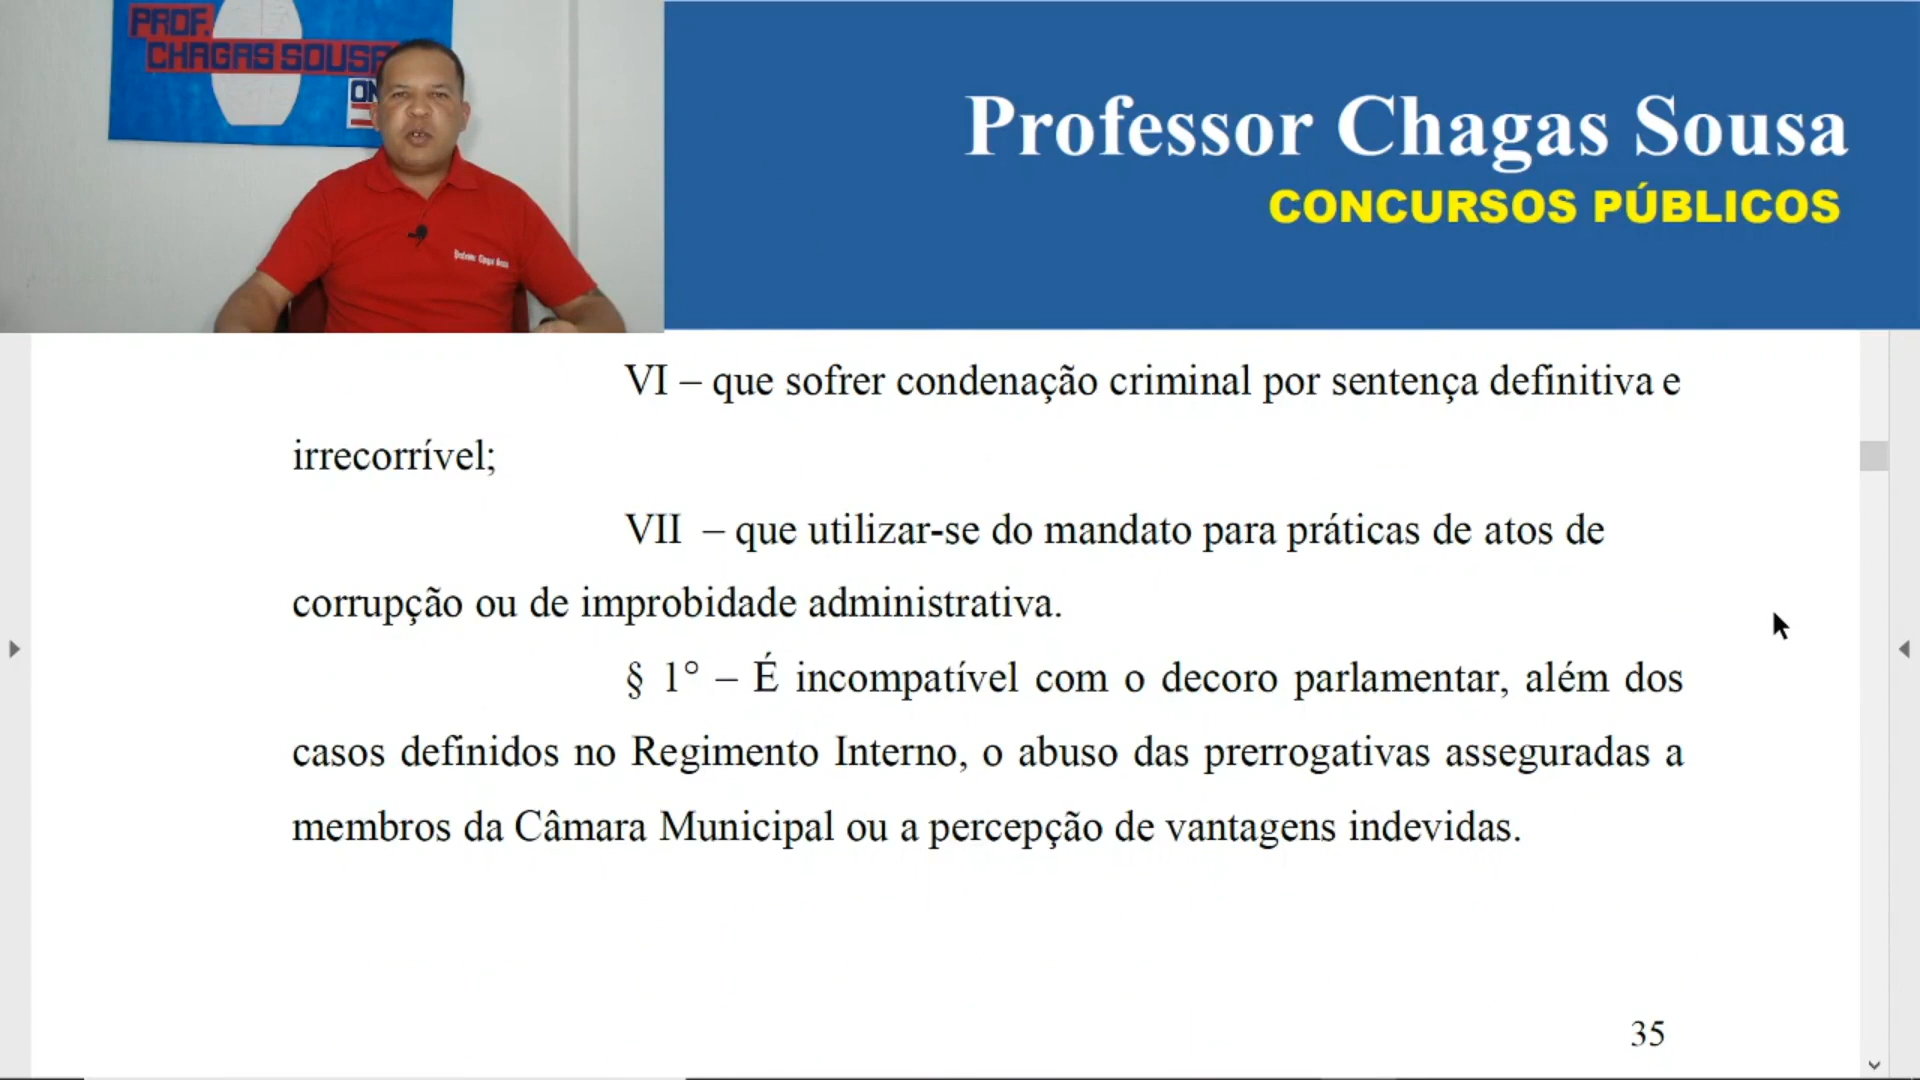 PROF.
CHAGAS SOUSA
ON
Professor Chagas Sousa
CONCURSOS PÚBLICOS
Professor Chagas Sousa
VI – que sofrer condenação criminal por sentença definitiva e
irrecorrível;
VII – que utilizar-se do mandato para práticas de atos de
corrupção ou de improbidade administrativa.
§ 1° – É incompatível com o decoro parlamentar, além dos
casos definidos no Regimento Interno, o abuso das prerrogativas asseguradas a
membros da Câmara Municipal ou a percepção de vantagens indevidas.
35